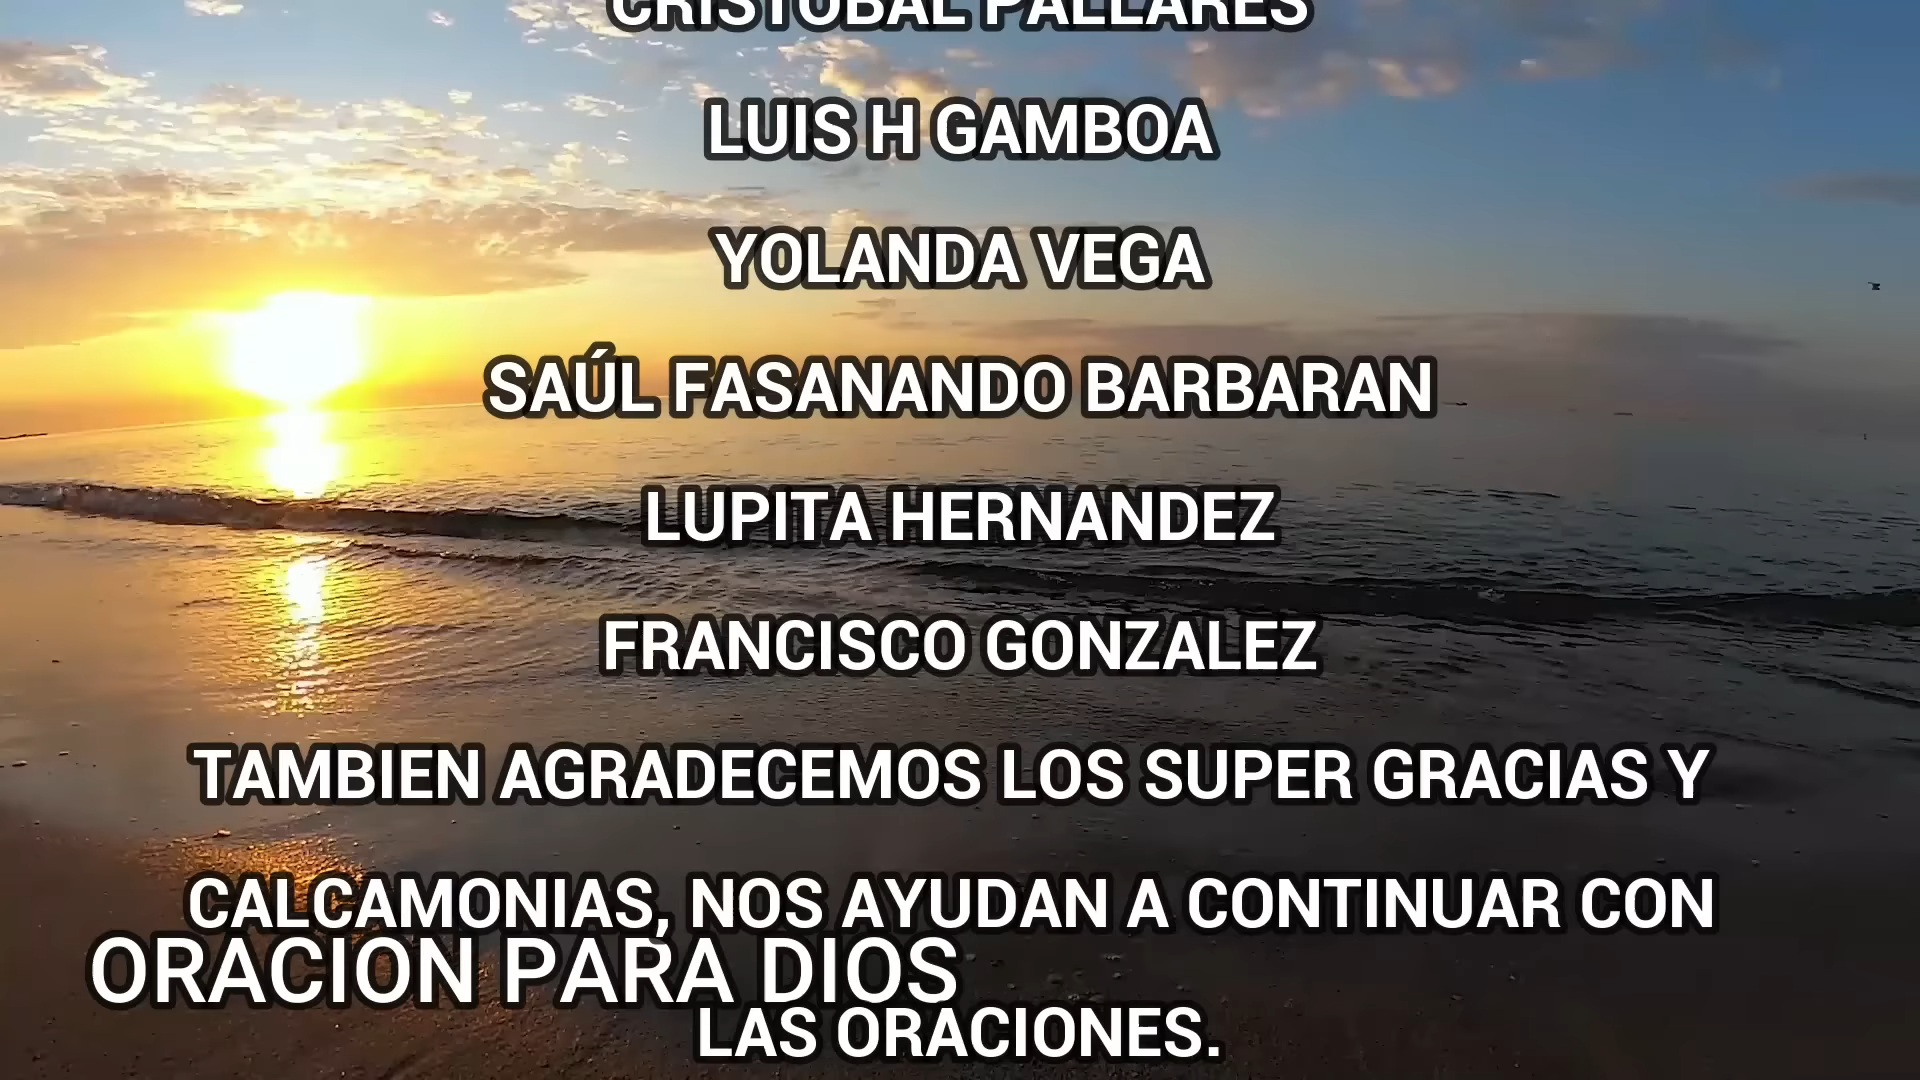 CRISTOBAL PALLARES
LUIS H GAMBOA
YOLANDA VEGA
SAÚL FASANANDO BARBARAN
LUPITA HERNANDEZ
FRANCISCO GONZALEZ
TAMBIEN AGRADECEMOS LOS SUPER GRACIAS Y
CALCAMONIAS, NOS AYUDAN A CONTINUAR CON
ORACION PARA DIOS
LAS ORACIONES.